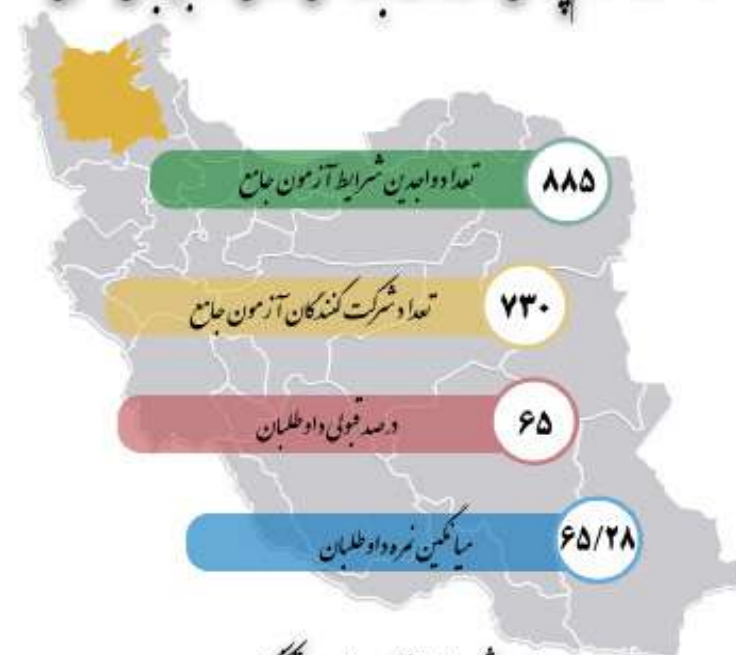 ۸۸۵ تعداد واجدین شرایط آزمون جامع
۷۳۰ تعداد شرکت کنندگان آزمون جامع
۶۵ درصد قبولی داوطلبان
۶۵/۲۸ میانگین نمره داوطلبان